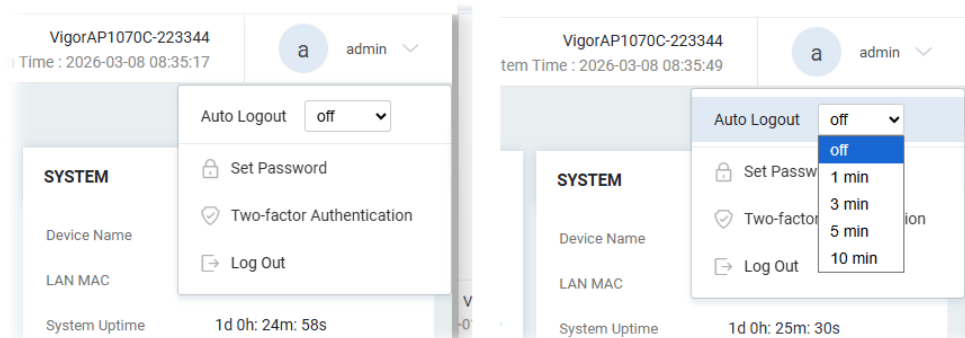 VigorAP1070C-223344
Time : 2026-03-08 08:35:17
a
admin
Auto Logout off
SYSTEM
Set Password
Two-factor Authentication
Device Name
LAN MAC
Log Out
System Uptime 1d 0h: 24m: 58s
VigorAP1070C-223344
tem Time : 2026-03-08 08:35:49
a
admin
Auto Logout off
off
1 min
3 min
5 min
10 min
SYSTEM
Set Passw
Two-factor
ion
Device Name
LAN MAC
Log Out
System Uptime 1d 0h: 25m: 30s